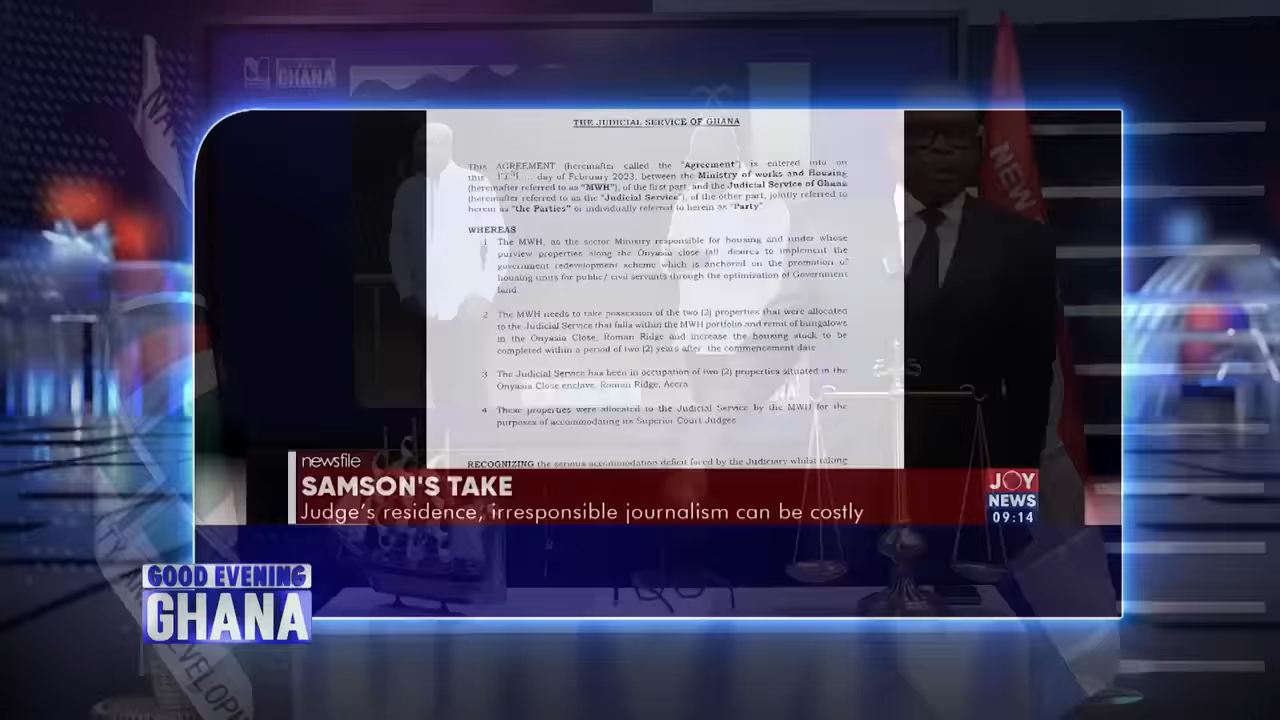 GHANA
NEW
THE JUDICIAL SERVICE OF GHANA
This AGREEMENT (hereinafter called the "Agreement") is entered into on
this day of February 2023, between the Ministry of works and Housing
(hereinafter referred to as "MWH"), of the first part, and the Judicial Service of Ghana
(hereinafter referred to as the "Judicial Service"), of the other part, jointly referred to
herein as "the Parties" or individually referred to herein as "Party".
WHEREAS
1 The MWH, as the sector Ministry responsible for housing and under whose
purview properties along the Onyasia close fall desires to implement the
government redevelopment scheme which is anchored on the promotion of
housing units for public/ civil servants through the optimization of Government
land.
2 The MWH needs to take possession of the two (2) properties that were allocated
to the Judicial Service that falls within the MWH portfolio and remit of bungalows
in the Onyasia Close, Roman Ridge and increase the housing stock to be
completed within a period of two (2) years after the commencement date
3 The Judicial Service has been in occupation of two (2) properties situated in the
Onyasia Close enclave, Roman Ridge, Accra
4 These properties were allocated to the Judicial Service by the MWH for the
purposes of accommodating its Superior Court Judges
RECOGNIZING the serious accommodation deficit faced by the Judiciary whilst taking
newsfile
SAMSON'S TAKE
Judge's residence, irresponsible journalism can be costly
JOY
NEWS
09:14
GOOD EVENING
GHANA